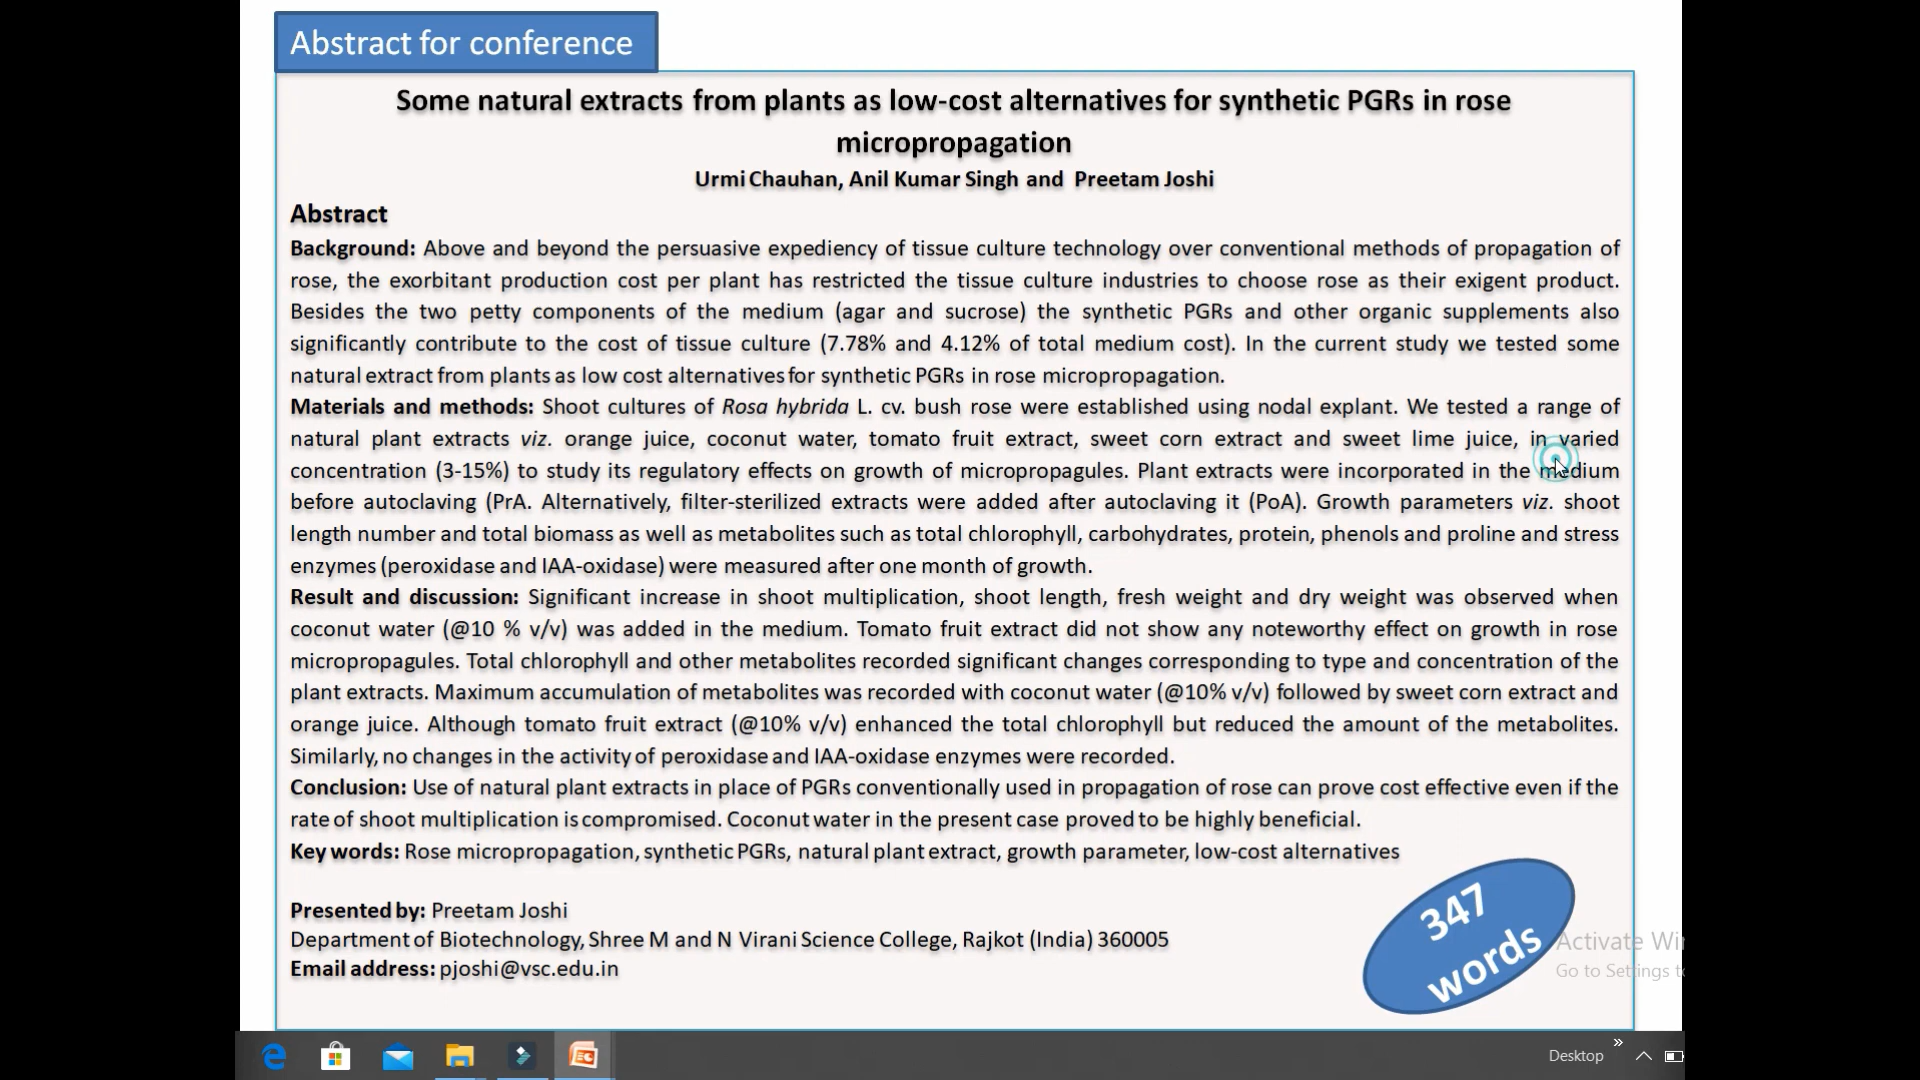 Abstract for conference
Some natural extracts from plants as low-cost alternatives for synthetic PGRs in rose
micropropagation
Urmi Chauhan, Anil Kumar Singh and Preetam Joshi
Abstract
Background: Above and beyond the persuasive expediency of tissue culture technology over conventional methods of propagation of
rose, the exorbitant production cost per plant has restricted the tissue culture industries to choose rose as their exigent product.
Besides the two petty components of the medium (agar and sucrose) the synthetic PGRs and other organic supplements also
significantly contribute to the cost of tissue culture (7.78% and 4.12% of total medium cost). In the current study we tested some
natural extract from plants as low cost alternatives for synthetic PGRs in rose micropropagation.
Materials and methods: Shoot cultures of Rosa hybrida L. cv. bush rose were established using nodal explant. We tested a range of
natural plant extracts viz. orange juice, coconut water, tomato fruit extract, sweet corn extract and sweet lime juice, in varied
concentration (3-15%) to study its regulatory effects on growth of micropropagules. Plant extracts were incorporated in the medium
before autoclaving (PrA. Alternatively, filter-sterilized extracts were added after autoclaving it (PoA). Growth parameters viz. shoot
length number and total biomass as well as metabolites such as total chlorophyll, carbohydrates, protein, phenols and proline and stress
enzymes (peroxidase and IAA-oxidase) were measured after one month of growth.
Result and discussion: Significant increase in shoot multiplication, shoot length, fresh weight and dry weight was observed when
coconut water (@10 % v/v) was added in the medium. Tomato fruit extract did not show any noteworthy effect on growth in rose
micropropagules. Total chlorophyll and other metabolites recorded significant changes corresponding to type and concentration of the
plant extracts. Maximum accumulation of metabolites was recorded with coconut water (@10% v/v) followed by sweet corn extract and
orange juice. Although tomato fruit extract (@10% v/v) enhanced the total chlorophyll but reduced the amount of the metabolites.
Similarly, no changes in the activity of peroxidase and IAA-oxidase enzymes were recorded.
Conclusion: Use of natural plant extracts in place of PGRs conventionally used in propagation of rose can prove cost effective even if the
rate of shoot multiplication is compromised. Coconut water in the present case proved to be highly beneficial.
Key words: Rose micropropagation, synthetic PGRs, natural plant extract, growth parameter, low-cost alternatives
Presented by: Preetam Joshi
Department of Biotechnology, Shree M and N Virani Science College, Rajkot (India) 360005
Email address: pjoshi@vsc.edu.in
347
words
Activate Wi
Go to Settings t
Desktop